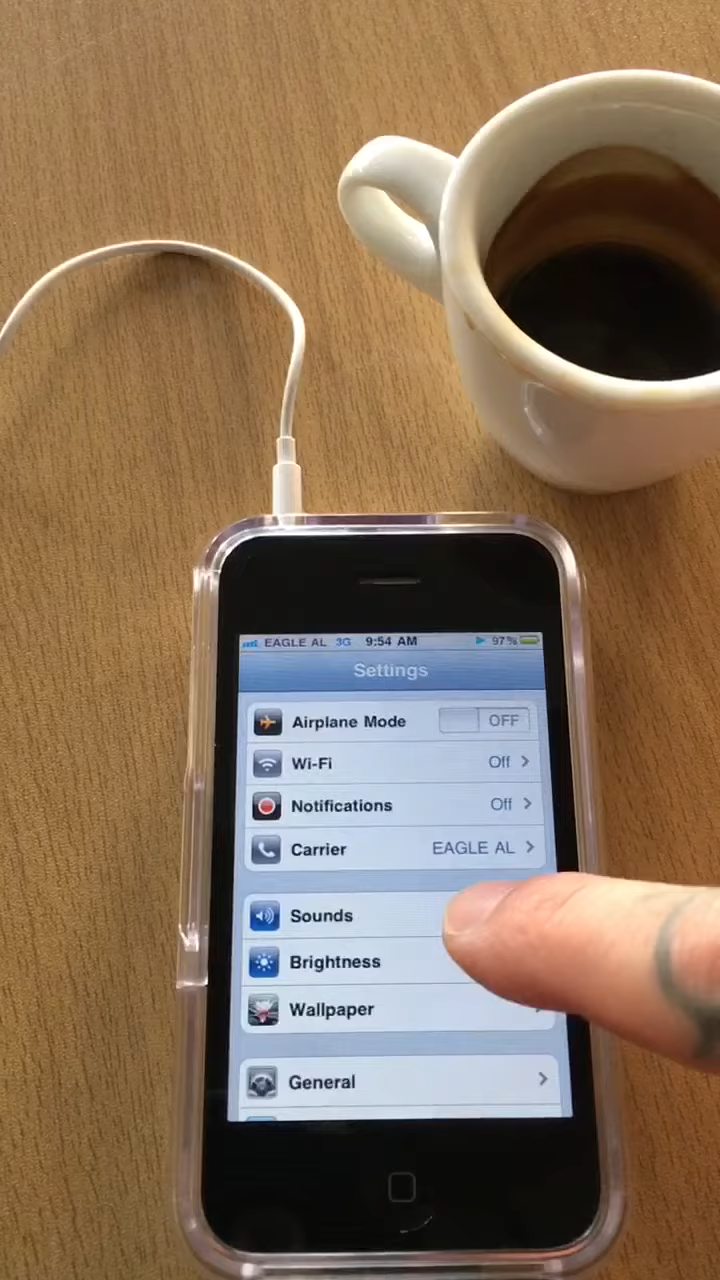 EAGLE AL 3G 9:54 AM 97%
Settings
Airplane Mode OFF
Wi-Fi Off
Notifications Off
Carrier EAGLE AL
Sounds
Brightness
Wallpaper
General